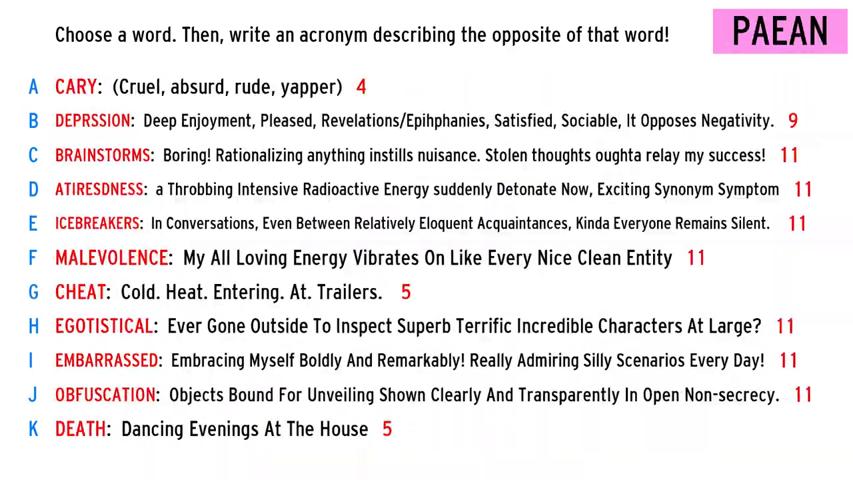 Choose a word. Then, write an acronym describing the opposite of that word!
PAEAN
A CARY: (Cruel, absurd, rude, yapper) 4
B DEPRSSION: Deep Enjoyment, Pleased, Revelations/Epihphanies, Satisfied, Sociable, It Opposes Negativity. 9
C BRAINSTORMS: Boring! Rationalizing anything instills nuisance. Stolen thoughts oughta relay my success! 11
D ATIRESDNESS: a Throbbing Intensive Radioactive Energy suddenly Detonate Now, Exciting Synonym Symptom 11
E ICEBREAKERS: In Conversations, Even Between Relatively Eloquent Acquaintances, Kinda Everyone Remains Silent. 11
F MALEVOLENCE: My All Loving Energy Vibrates On Like Every Nice Clean Entity 11
G CHEAT: Cold. Heat. Entering. At. Trailers. 5
H EGOTISTICAL: Ever Gone Outside To Inspect Superb Terrific Incredible Characters At Large? 11
I EMBARRASSED: Embracing Myself Boldly And Remarkably! Really Admiring Silly Scenarios Every Day! 11
J OBFUSCATION: Objects Bound For Unveiling Shown Clearly And Transparently In Open Non-secrecy. 11
K DEATH: Dancing Evenings At The House 5